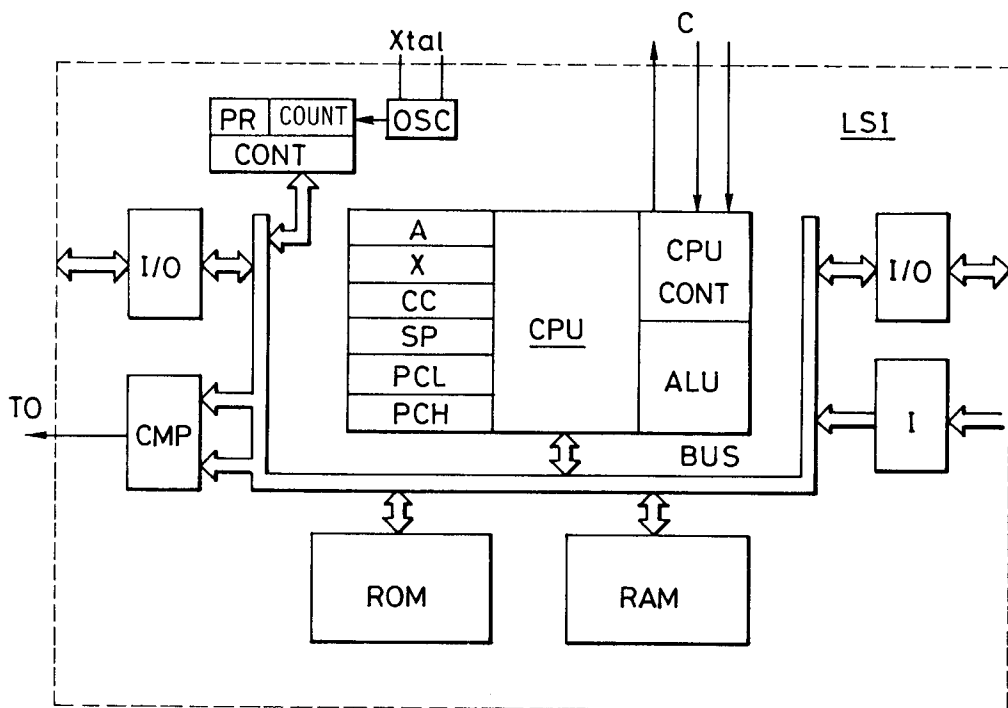 Xtal
C
PR
COUNT
OSC
LSI
CONT
A
X
CC
SP
PCL
PCH
CPU
CPU
CONT
ALU
I/O
I/O
TO
CMP
I
BUS
ROM
RAM